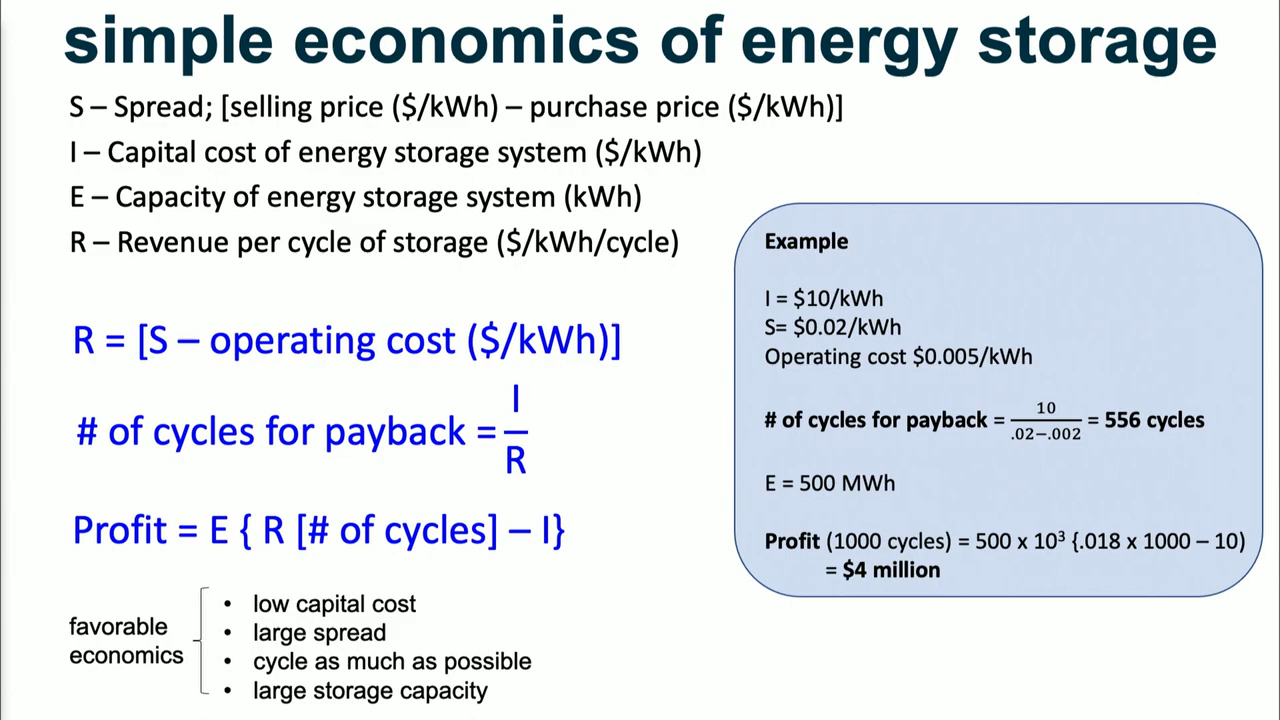 simple economics of energy storage
S – Spread; [selling price ($/kWh) – purchase price ($/kWh)]
I – Capital cost of energy storage system ($/kWh)
E – Capacity of energy storage system (kWh)
R – Revenue per cycle of storage ($/kWh/cycle)
R = [S – operating cost ($/kWh)]
# of cycles for payback = I/R
Profit = E { R [# of cycles] – I}
favorable
economics
• low capital cost
• large spread
• cycle as much as possible
• large storage capacity
Example
I = $10/kWh
S= $0.02/kWh
Operating cost $0.005/kWh
# of cycles for payback = 10/.02−.002 = 556 cycles
E = 500 MWh
Profit (1000 cycles) = 500 x 10³ {.018 x 1000 – 10)
= $4 million